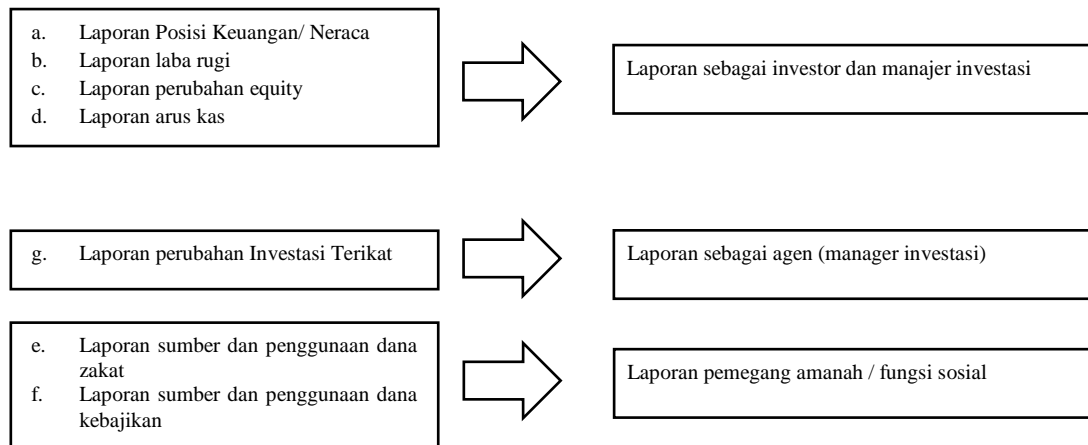 a. Laporan Posisi Keuangan/ Neraca
b. Laporan laba rugi
c. Laporan perubahan equity
d. Laporan arus kas
Laporan sebagai investor dan manajer investasi
g. Laporan perubahan Investasi Terikat
Laporan sebagai agen (manager investasi)
e. Laporan sumber dan penggunaan dana
zakat
f. Laporan sumber dan penggunaan dana
kebajikan
Laporan pemegang amanah / fungsi sosial